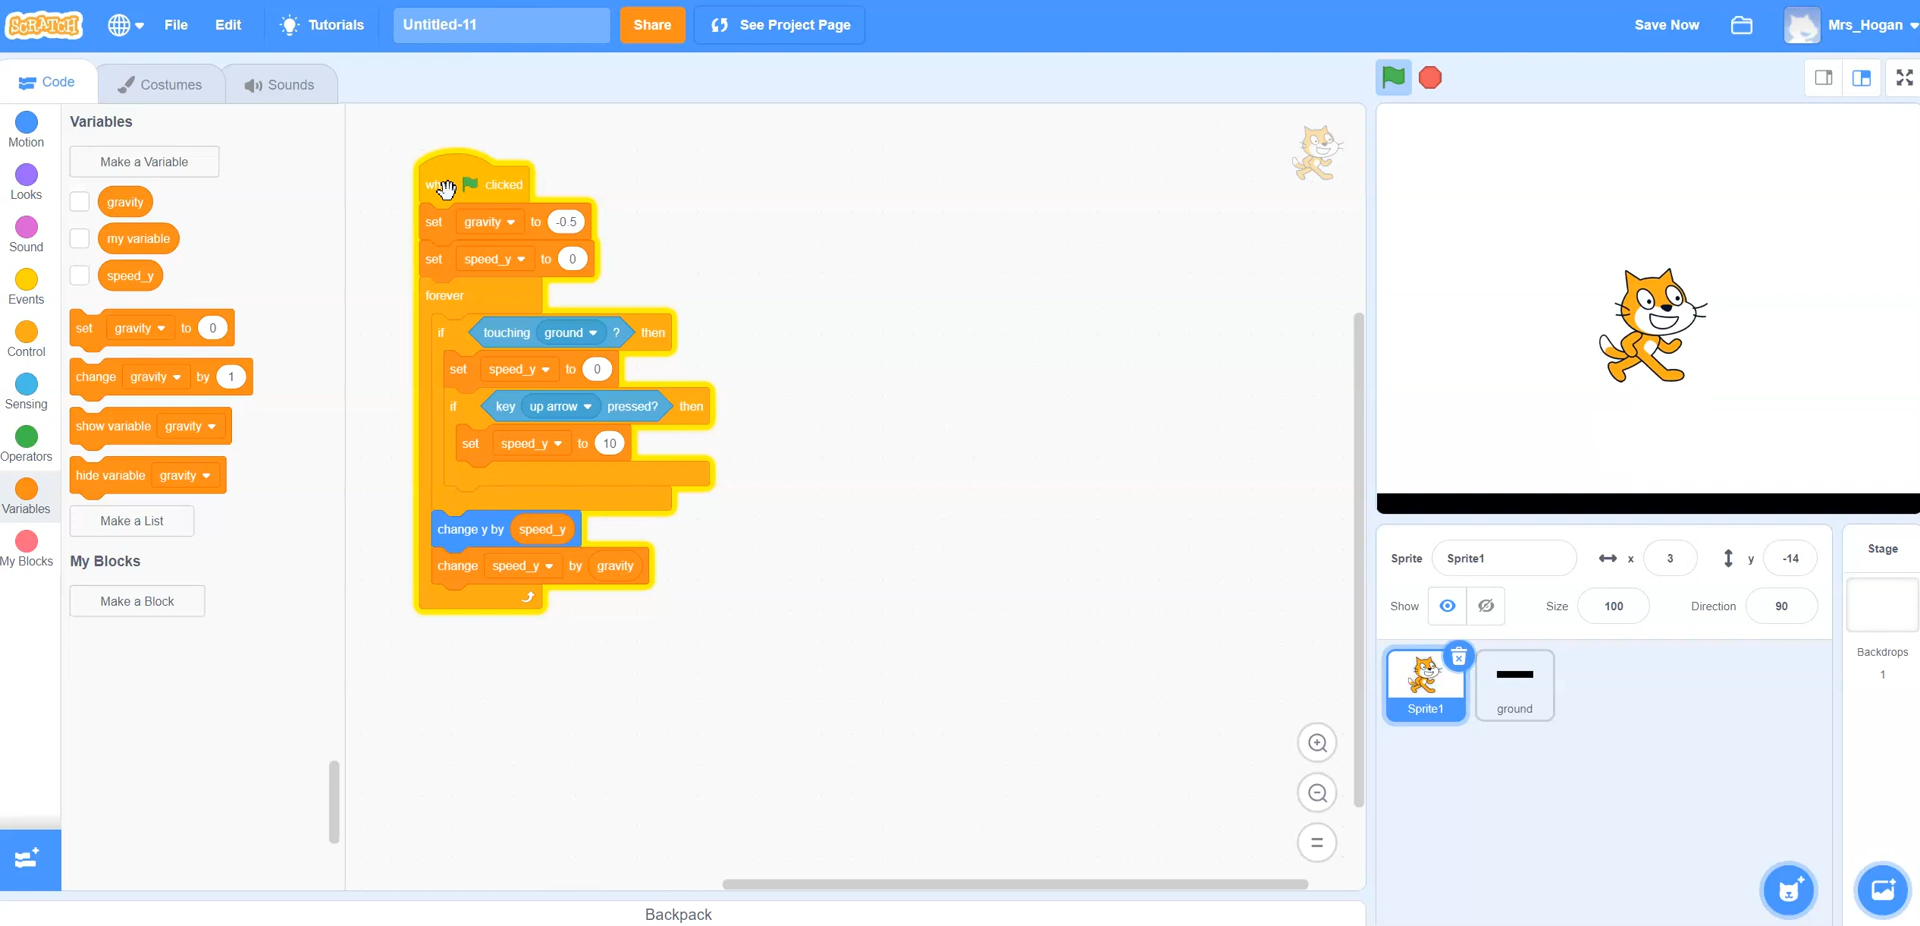 SCRATCH File Edit Tutorials Untitled-11 Share See Project Page Save Now Mrs_Hogan
Code Costumes Sounds
Motion
Looks
Sound
Events
Control
Sensing
Operators
Variables
My Blocks
Variables
Make a Variable
gravity
my variable
speed_y
set gravity to 0
change gravity by 1
show variable gravity
hide variable gravity
Make a List
My Blocks
Make a Block
clicked
set gravity to -0.5
set speed_y to 0
forever
if touching ground ? then
set speed_y to 0
if key up arrow pressed? then
set speed_y to 10
change y by speed_y
change speed_y by gravity
Backpack
Sprite Sprite1 x 3 y -14
Show Size 100 Direction 90
Sprite1
ground
Stage
Backdrops
1